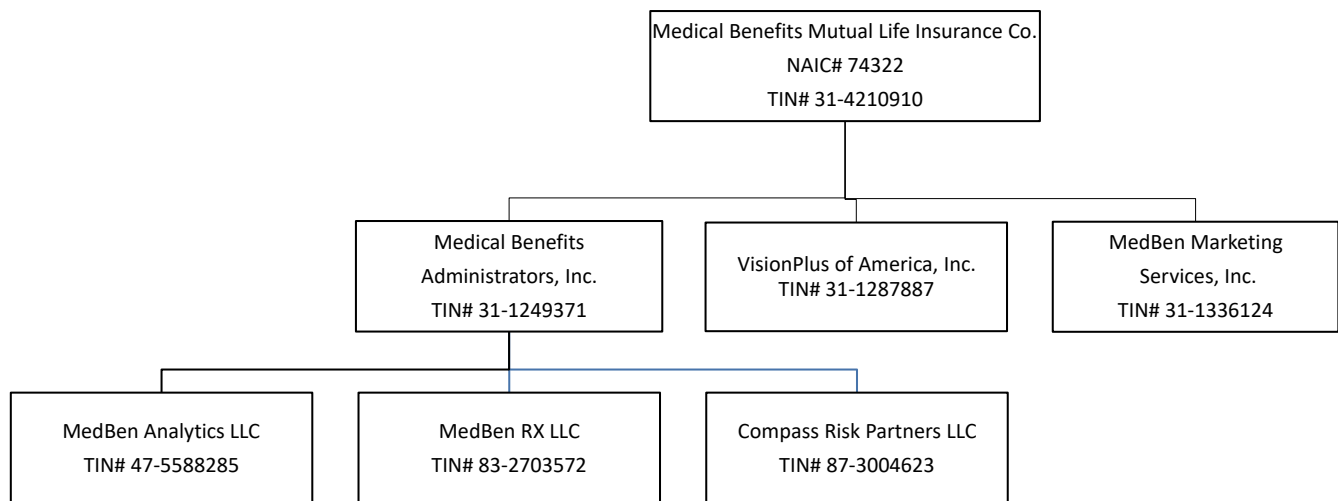 Medical Benefits Mutual Life Insurance Co.
NAIC# 74322
TIN# 31-4210910
Medical Benefits
Administrators, Inc.
TIN# 31-1249371
VisionPlus of America, Inc.
TIN# 31-1287887
MedBen Marketing
Services, Inc.
TIN# 31-1336124
MedBen Analytics LLC
TIN# 47-5588285
MedBen RX LLC
TIN# 83-2703572
Compass Risk Partners LLC
TIN# 87-3004623